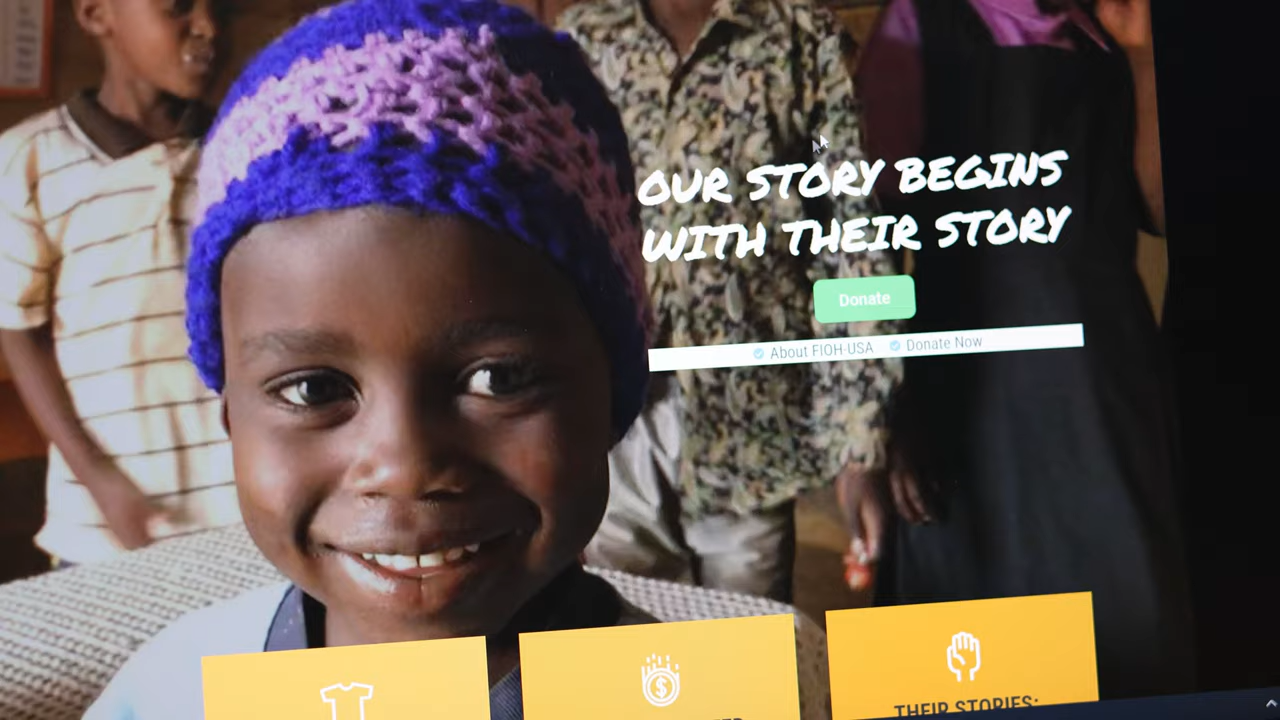 OUR STORY BEGINS
WITH THEIR STORY
Donate
About FIOH-USA Donate Now
THEIR STORIES: